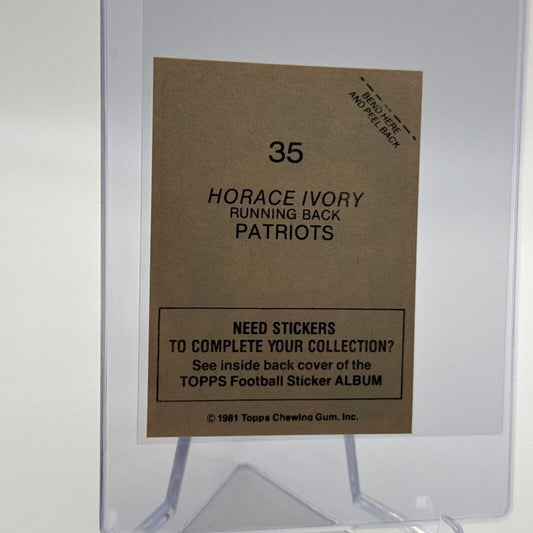 BEND HERE
AND PEEL BACK
35
HORACE IVORY
RUNNING BACK
PATRIOTS
NEED STICKERS
TO COMPLETE YOUR COLLECTION?
See inside back cover of the
TOPPS Football Sticker ALBUM
© 1981 Topps Chewing Gum, Inc.